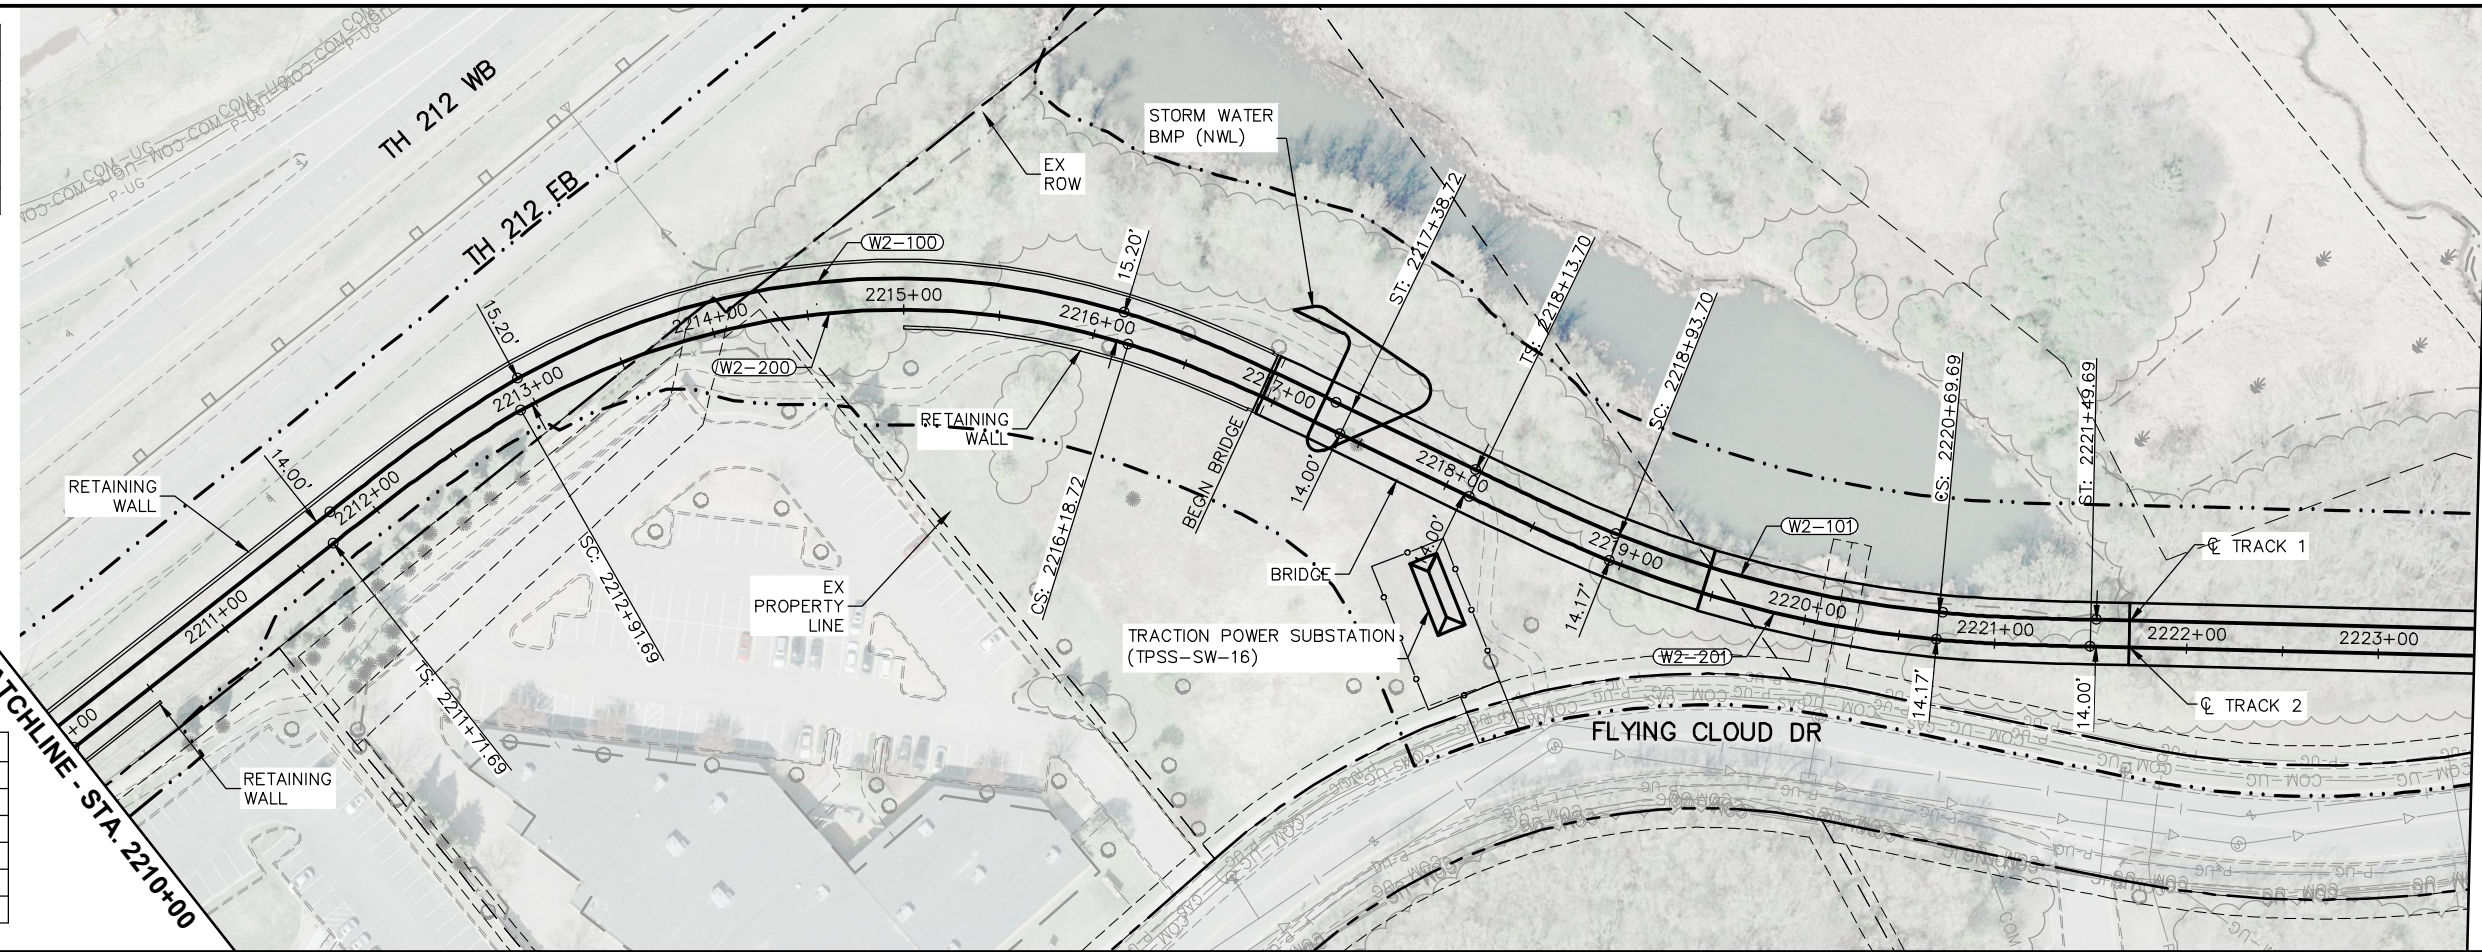 TH 212 WB
TH 212 EB
COM-UG
P-UG
STORM WATER
BMP (NWL)
EX
ROW
W2-100
W2-200
15.20'
15.20'
14.00'
2211+00
2212+00
2213+00
2214+00
2215+00
2216+00
2217+00
2218+00
2219+00
2220+00
2221+00
2222+00
2223+00
ST: 2217+38.72
TS: 2218+13.70
SC: 2218+93.70
CS: 2220+69.69
ST: 2221+49.69
RETAINING
WALL
RETAINING
WALL
RETAINING
WALL
SC: 2212+91.69
TS: 2211+71.69
CS: 2216+18.72
BEGIN BRIDGE
14.00'
14.00'
14.17'
14.17'
14.00'
BRIDGE
EX
PROPERTY
LINE
TRACTION POWER SUBSTATION
(TPSS-SW-16)
W2-101
W2-201
℄ TRACK 1
℄ TRACK 2
FLYING CLOUD DR
+00
ATCHLINE - STA. 2210+00